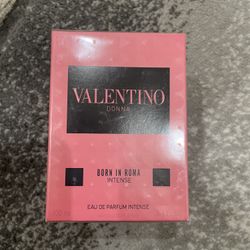 VALENTINO
DONNA
BORN IN ROMA
INTENSE
EAU DE PARFUM INTENSE